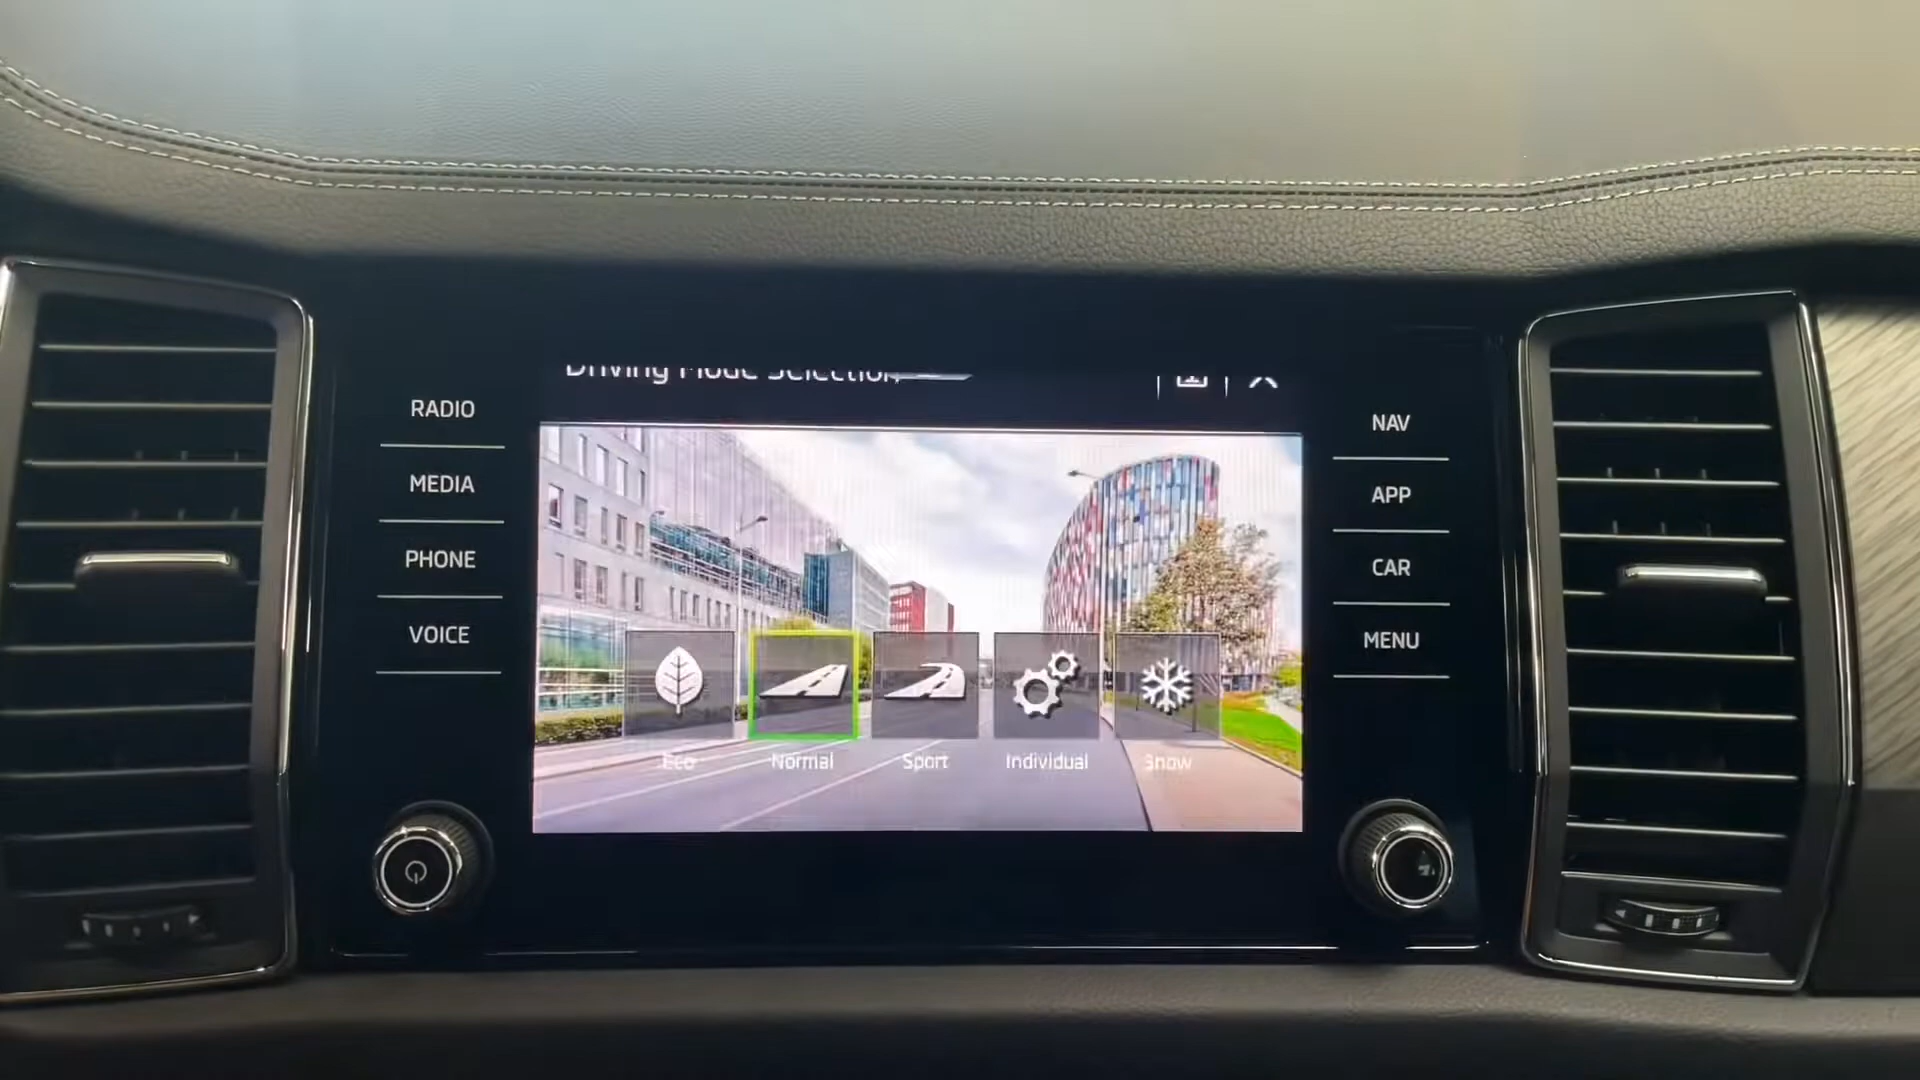 Driving Mode Selection
RADIO
MEDIA
PHONE
VOICE
NAV
APP
CAR
MENU
Eco
Normal
Sport
Individual
Snow